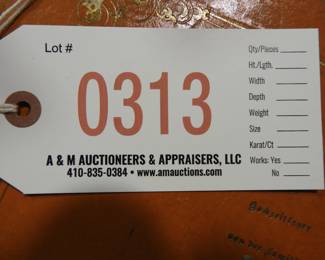 Lot #
0313
Qty/Pieces
Ht./Lgth.
Width
Depth
Weight
Size
Karat/Ct
Works: Yes
No
A & M AUCTIONEERS & APPRAISERS, LLC
410-835-0384 • www.amauctions.com